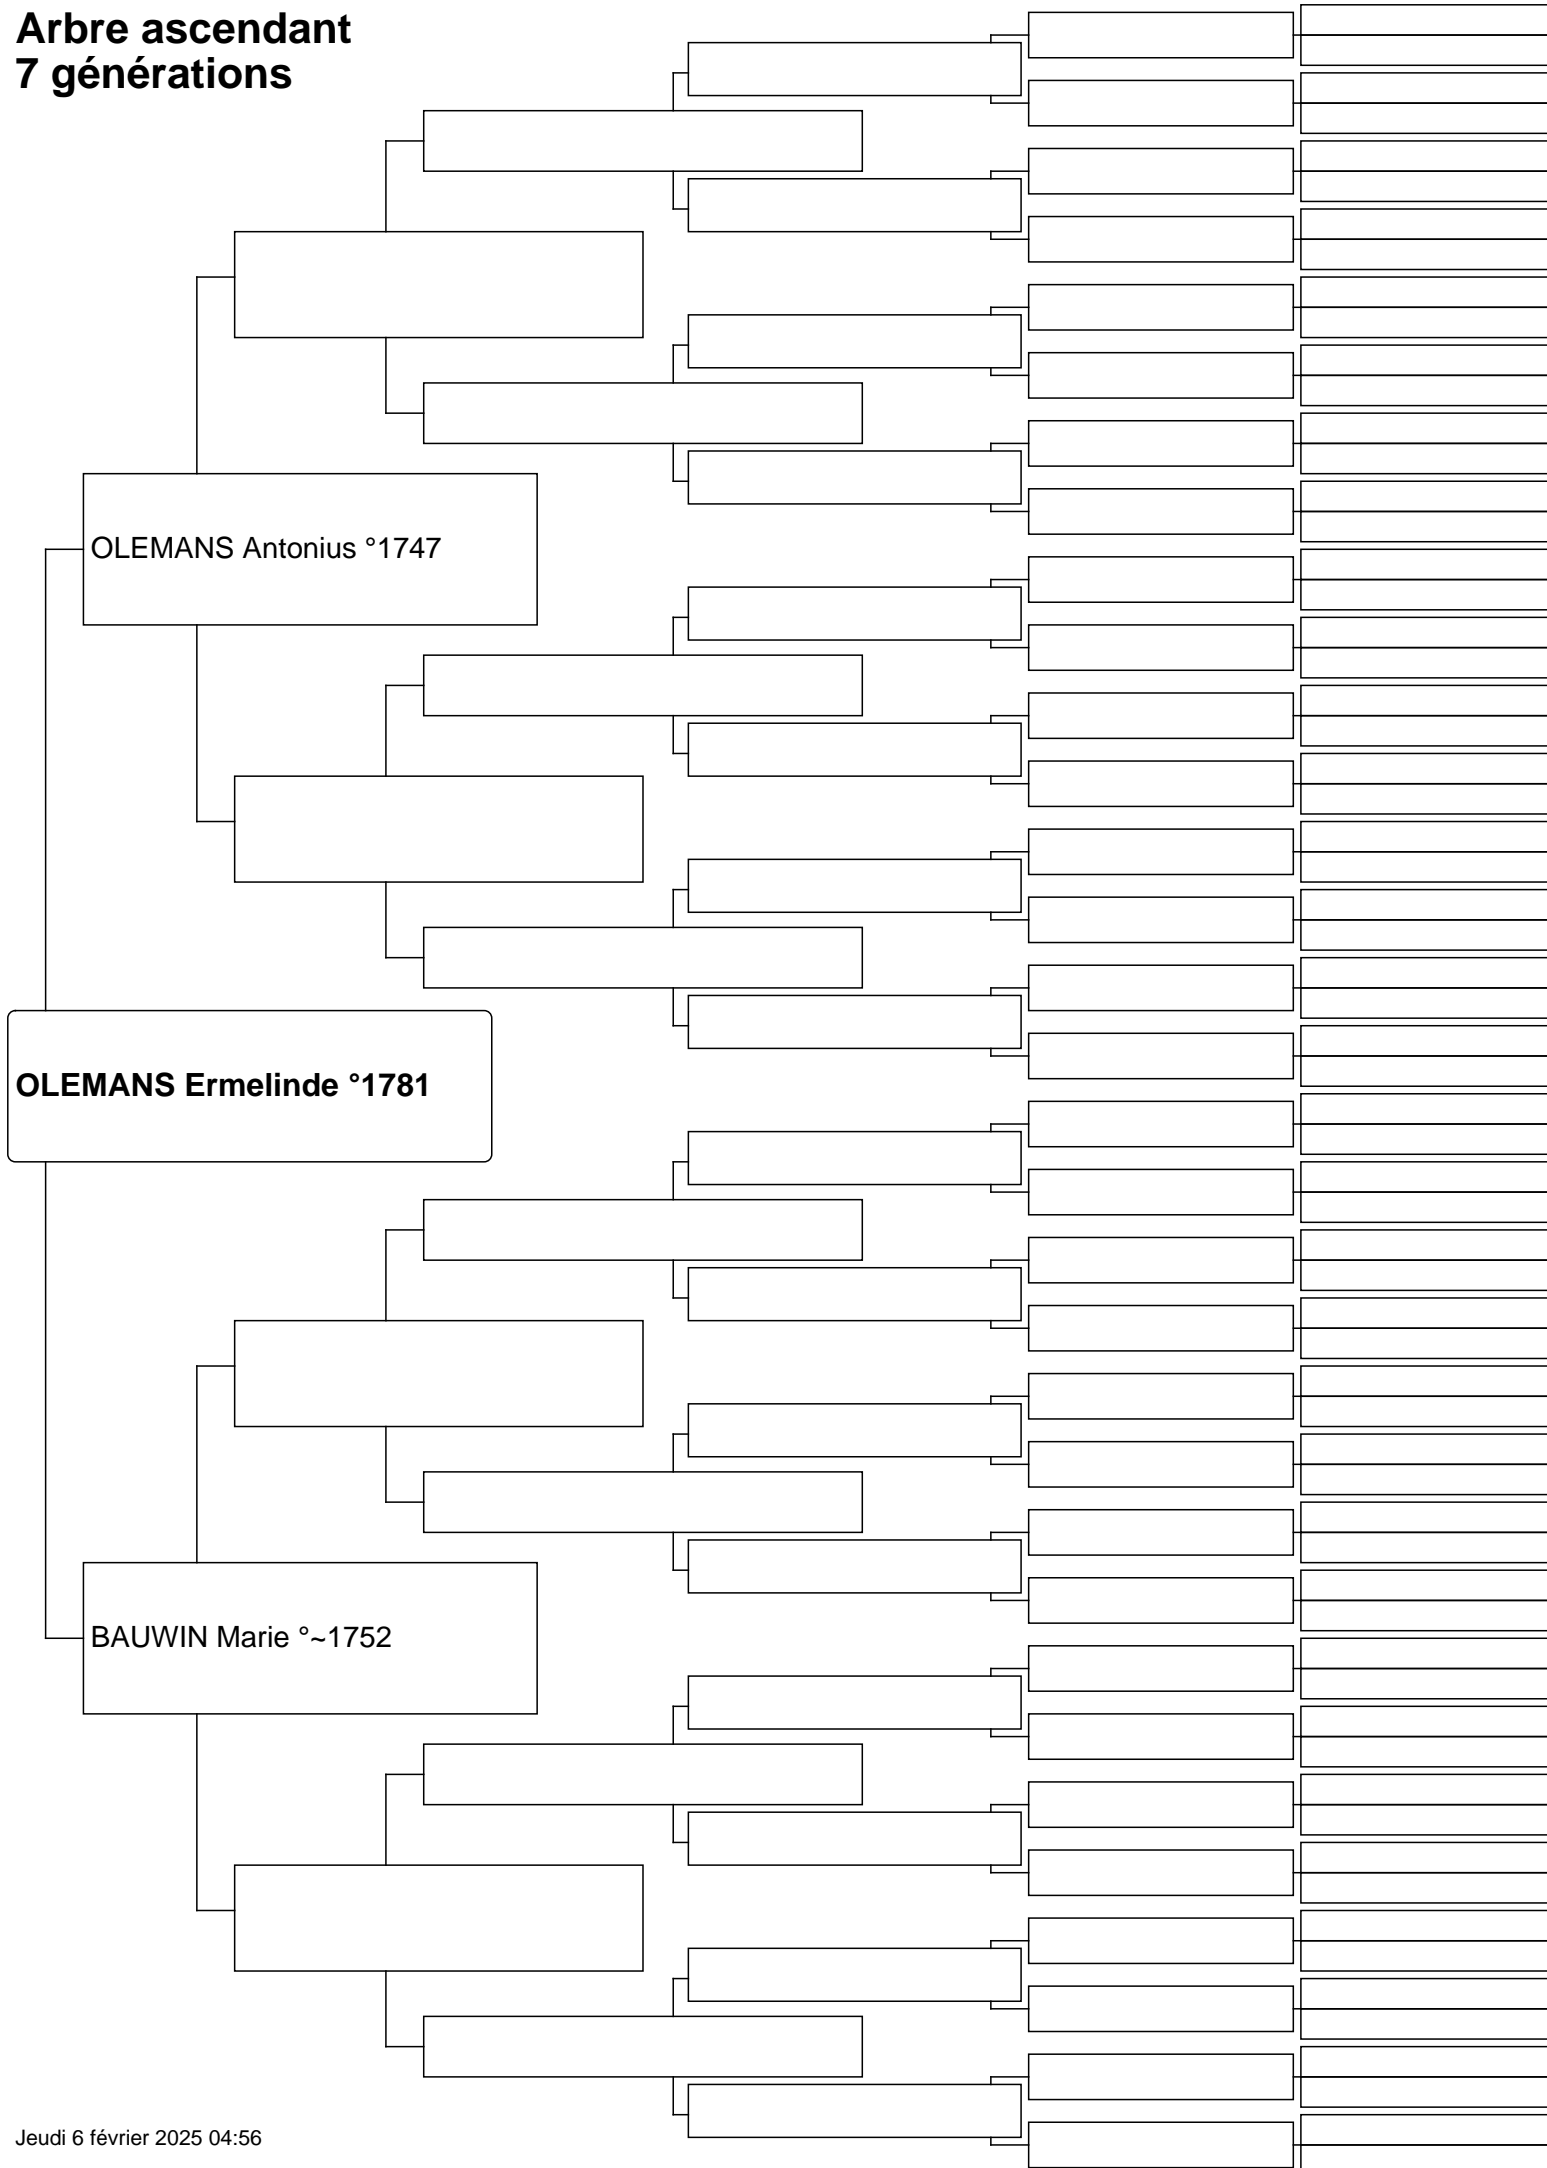 Arbre ascendant
7 générations
OLEMANS Antonius °1747
OLEMANS Ermelinde °1781
BAUWIN Marie °~1752
Jeudi 6 février 2025 04:56